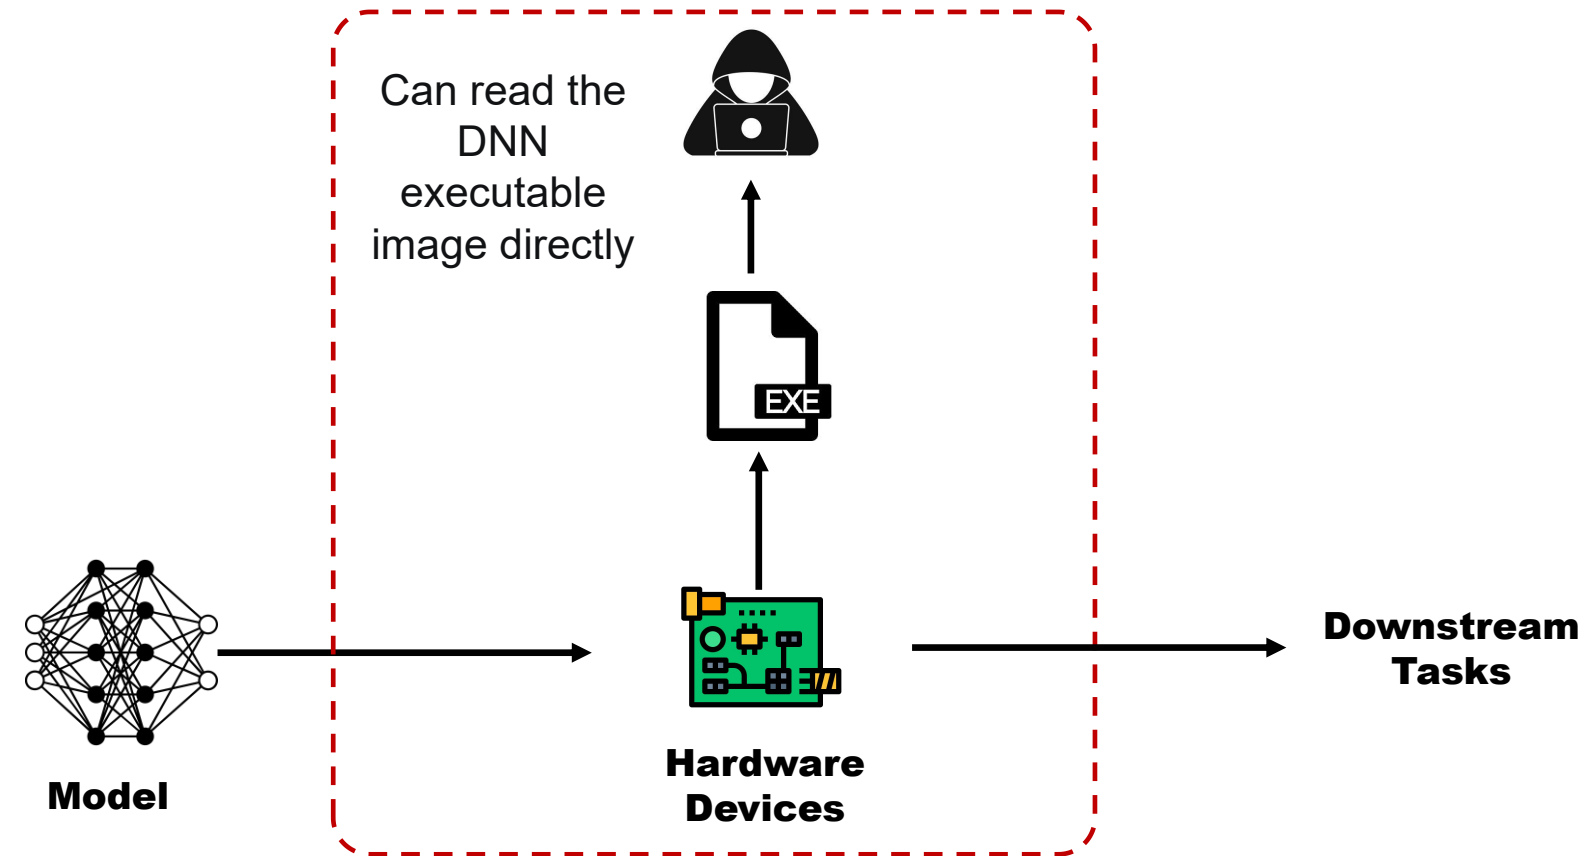 Can read the
DNN
executable
image directly
EXE
Model
Hardware
Devices
Downstream
Tasks